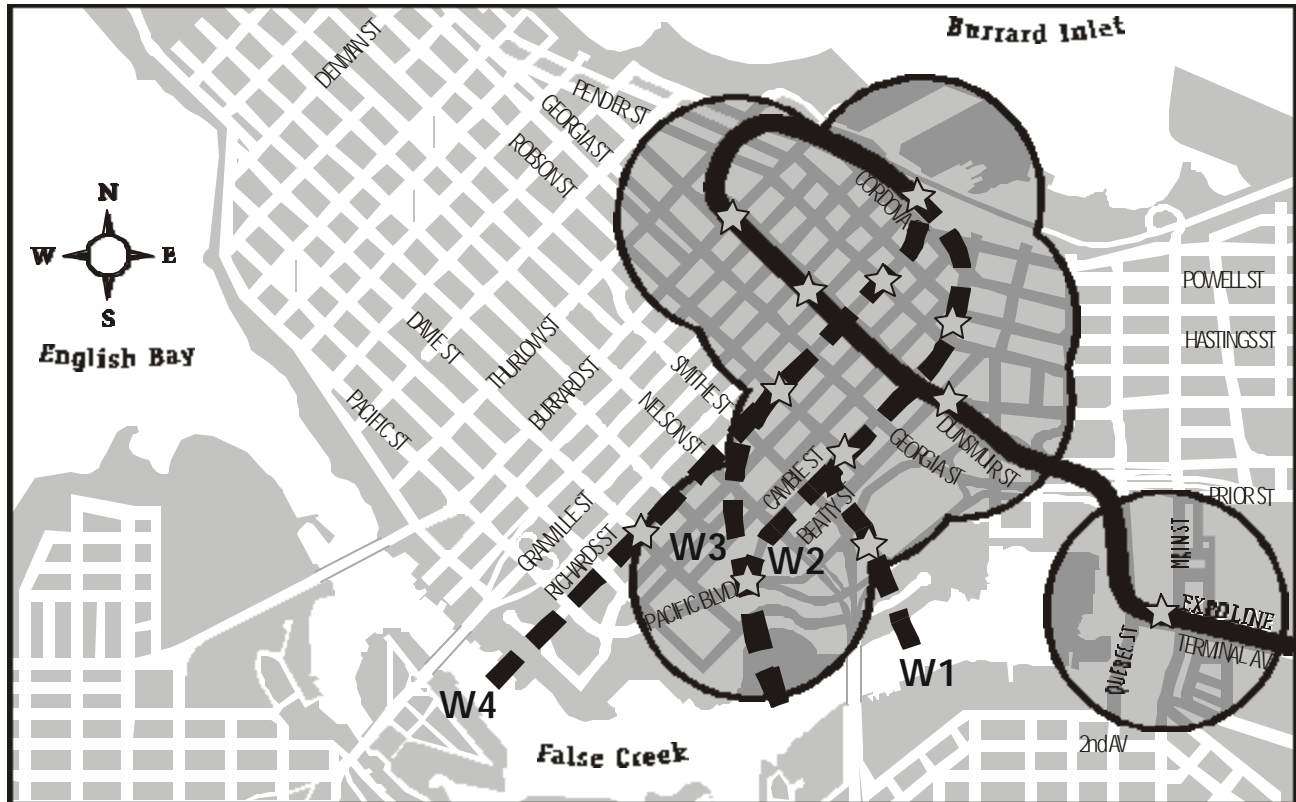 Burrard Inlet
DENMAN ST
PENDER ST
GEORGIA ST
ROBSON ST
CORDOVA
N
W E
S
English Bay
POWELL ST
HASTINGS ST
DAVIE ST
THURLOW ST
BURRARD ST
SMITHE ST
NELSON ST
PACIFIC ST
GEORGIA ST
DUNSMUIR ST
CAMBIE ST
BEATTY ST
PRIOR ST
GRANVILLE ST
RICHARDS ST
MAIN ST
W3
W2
PACIFIC BLVD
EXPO LINE
TERMINAL AV
QUEBEC ST
W1
W4
2nd AV
False Creek